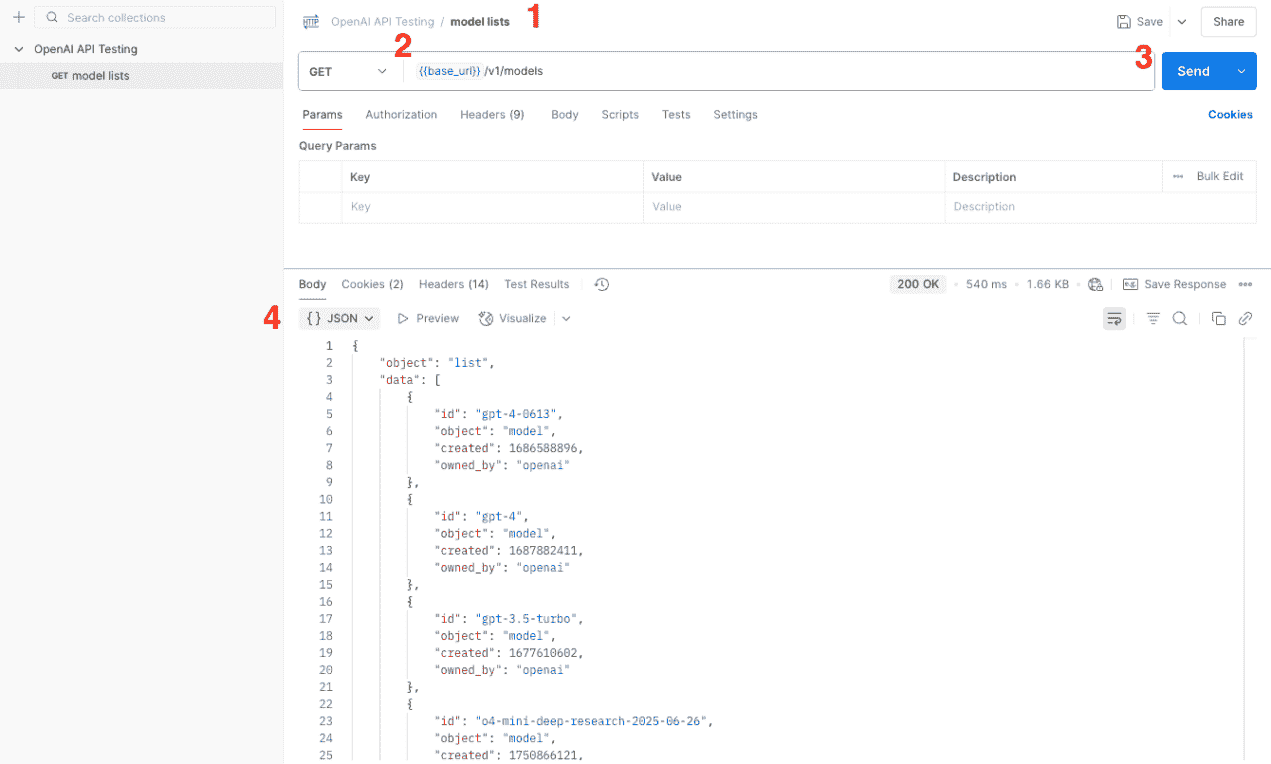 Search collections
OpenAI API Testing
GET model lists
HTTP OpenAI API Testing / model lists 1 Save Share
2
3
GET {{base_url}}/v1/models Send
Params Authorization Headers (9) Body Scripts Tests Settings Cookies
Query Params
Key Value Description ••• Bulk Edit
Key Value Description
Body Cookies (2) Headers (14) Test Results 200 OK • 540 ms • 1.66 KB • Save Response •••
4 {} JSON Preview Visualize
1 {
2 "object": "list",
3 "data": [
4 {
5 "id": "gpt-4-0613",
6 "object": "model",
7 "created": 1686588896,
8 "owned_by": "openai"
9 },
10 {
11 "id": "gpt-4",
12 "object": "model",
13 "created": 1687882411,
14 "owned_by": "openai"
15 },
16 {
17 "id": "gpt-3.5-turbo",
18 "object": "model",
19 "created": 1677610602,
20 "owned_by": "openai"
21 },
22 {
23 "id": "o4-mini-deep-research-2025-06-26",
24 "object": "model",
25 "created": 1750866121,